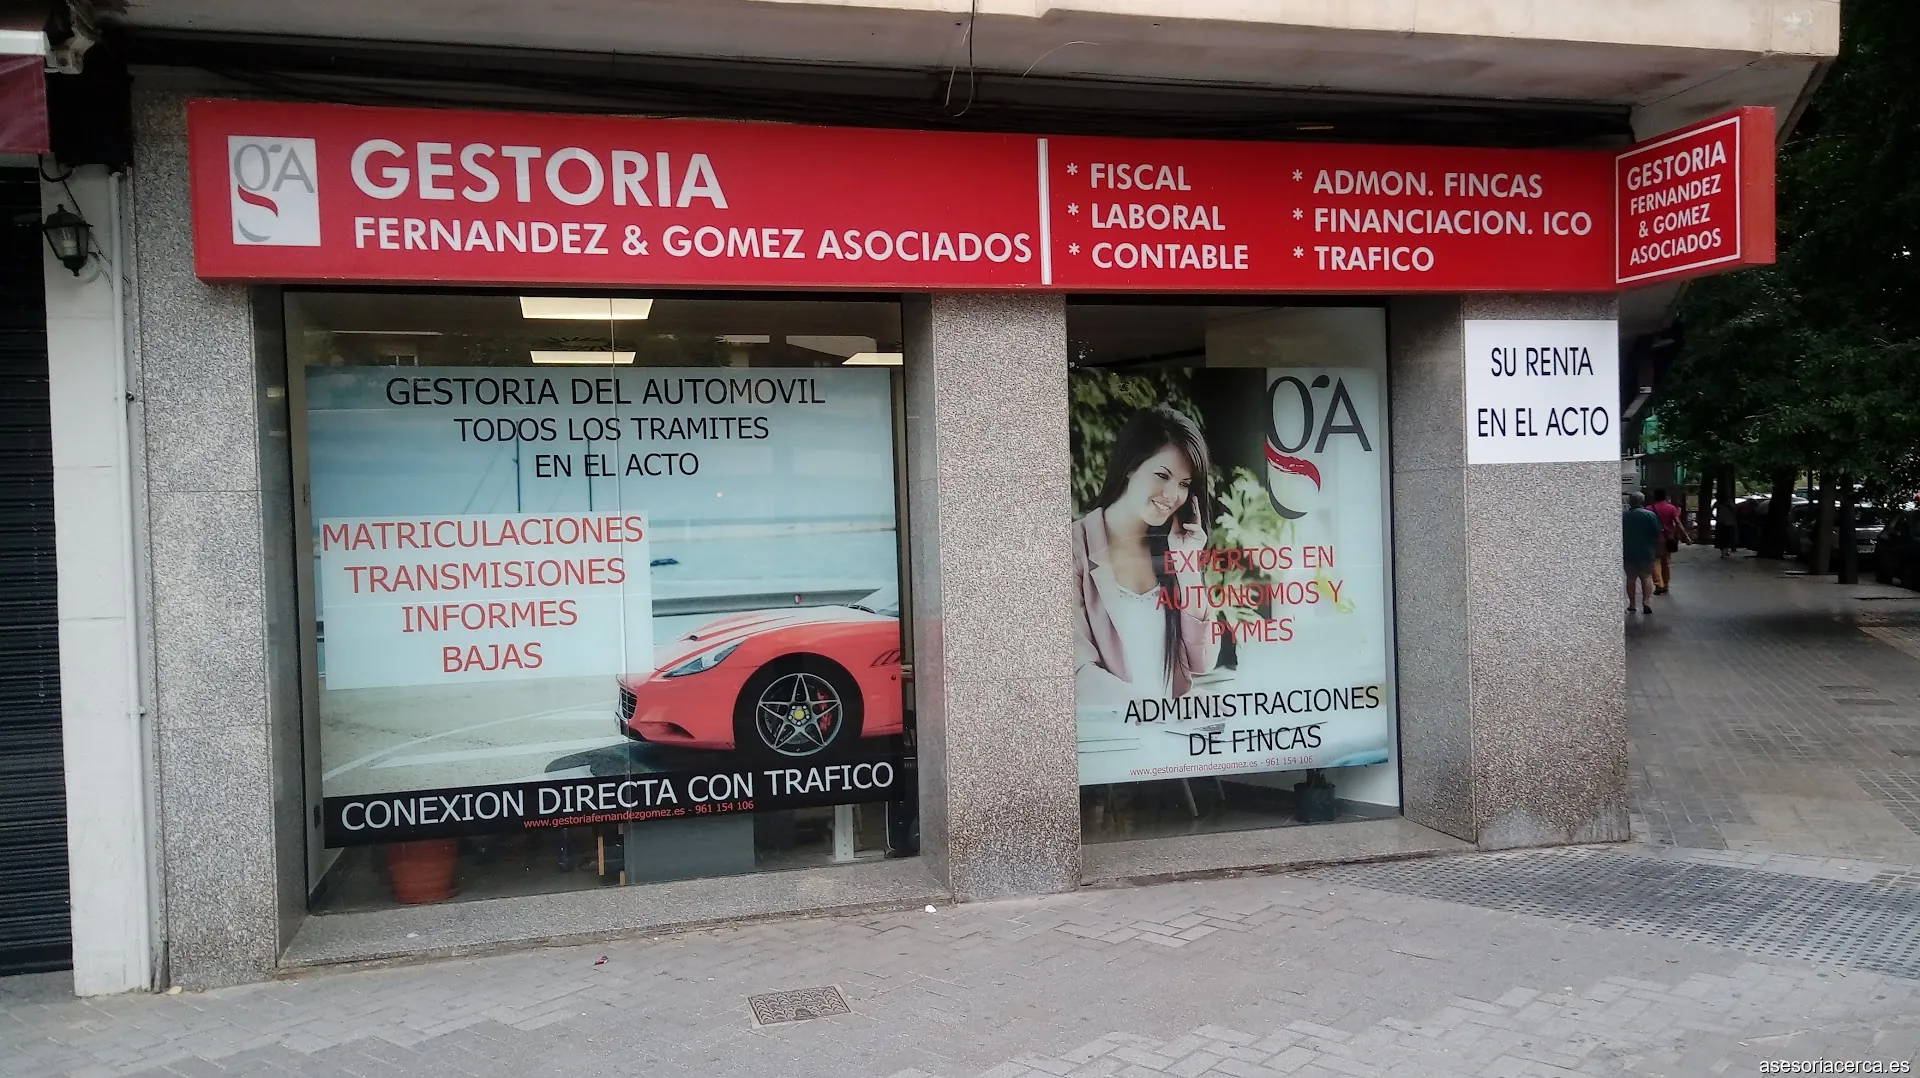 gA
GESTORIA
FERNANDEZ & GOMEZ ASOCIADOS
* FISCAL
* LABORAL
* CONTABLE
* ADMON. FINCAS
* FINANCIACION. ICO
* TRAFICO
GESTORIA
FERNANDEZ
& GOMEZ
ASOCIADOS
GESTORIA DEL AUTOMOVIL
TODOS LOS TRAMITES
EN EL ACTO
MATRICULACIONES
TRANSMISIONES
INFORMES
BAJAS
CONEXION DIRECTA CON TRAFICO
www.gestoriafernandezgomez.es - 961 154 106
gA
EXPERTOS EN
AUTONOMOS Y
PYMES
ADMINISTRACIONES
DE FINCAS
www.gestoriafernandezgomez.es - 961 154 106
SU RENTA
EN EL ACTO
asesoriacerca.es